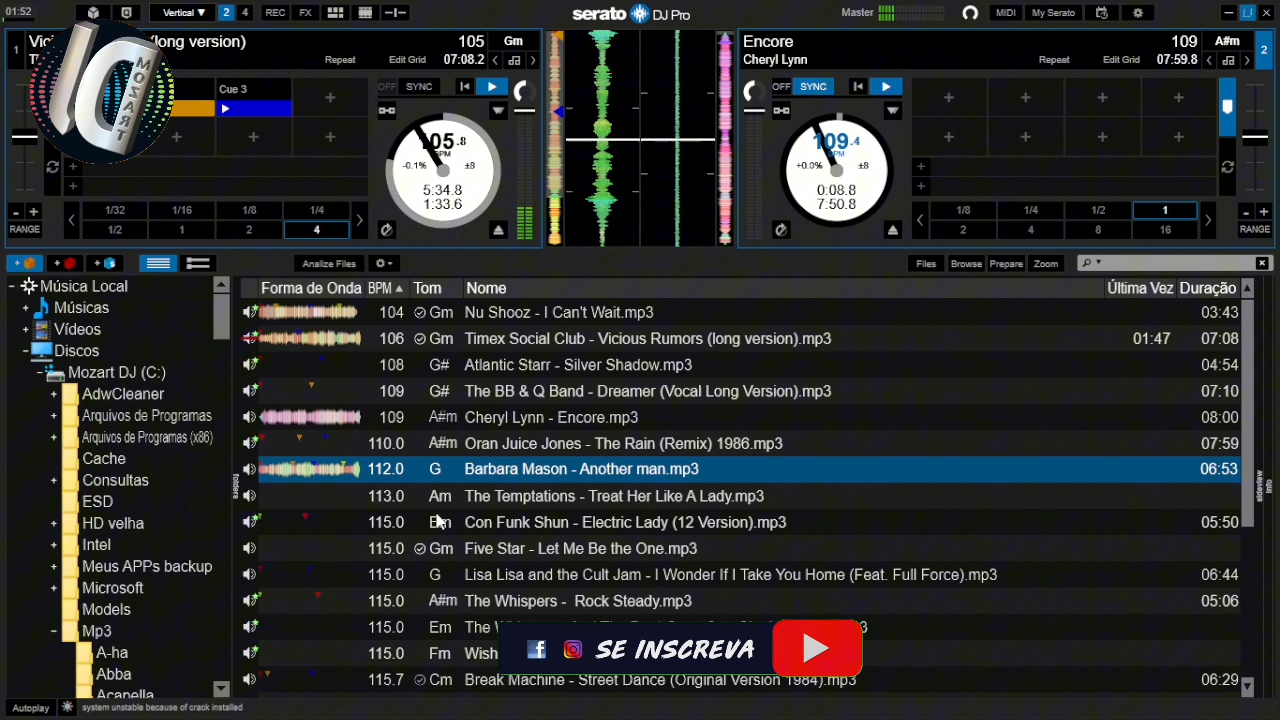 01:52
Vertical ▼ 2 4 REC FX
serato DJ Pro
Master MIDI My Serato
1 Vic (long version) 105 Gm
Repeat Edit Grid 07:08.2
MOZART
Cue 3
OFF SYNC
105.8
BPM
-0.1% ±8
5:34.8
1:33.6
- + RANGE
1/32 1/16 1/8 1/4
1/2 1 2 4
Encore 109 A#m 2
Cheryl Lynn Repeat Edit Grid 07:59.8
OFF SYNC
109.4
BPM
+0.0% ±8
0:08.8
7:50.8
1/8 1/4 1/2 1
2 4 8 16
- + RANGE
Analize Files
Files Browse Prepare Zoom
Música Local
Músicas
Vídeos
Discos
Mozart DJ (C:)
AdwCleaner
Arquivos de Programas
Arquivos de Programas (x86)
Cache
Consultas
ESD
HD velha
Intel
Meus APPs backup
Microsoft
Models
Mp3
A-ha
Abba
Acapella
folders
Forma de Onda BPM Tom Nome Última Vez Duração
104 Gm Nu Shooz - I Can't Wait.mp3 03:43
106 Gm Timex Social Club - Vicious Rumors (long version).mp3 01:47 07:08
108 G# Atlantic Starr - Silver Shadow.mp3 04:54
109 G# The BB & Q Band - Dreamer (Vocal Long Version).mp3 07:10
109 A#m Cheryl Lynn - Encore.mp3 08:00
110.0 A#m Oran Juice Jones - The Rain (Remix) 1986.mp3 07:59
112.0 G Barbara Mason - Another man.mp3 06:53
113.0 Am The Temptations - Treat Her Like A Lady.mp3
115.0 Con Funk Shun - Electric Lady (12 Version).mp3 05:50
115.0 Gm Five Star - Let Me Be the One.mp3
115.0 G Lisa Lisa and the Cult Jam - I Wonder If I Take You Home (Feat. Full Force).mp3 06:44
115.0 A#m The Whispers - Rock Steady.mp3 05:06
115.0 Em The
115.0 Fm Wish
115.7 Cm Break Machine - Street Dance (Original Version 1984).mp3 06:29
sideview
info
SE INSCREVA
Autoplay system unstable because of crack installed